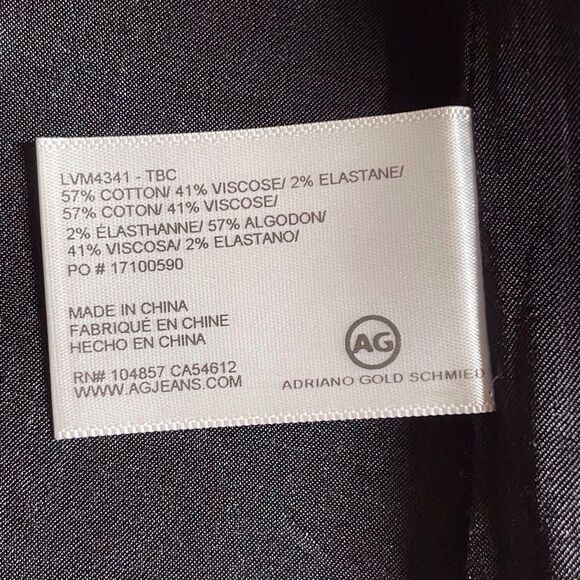 LVM4341 - TBC
57% COTTON/ 41% VISCOSE/ 2% ELASTANE/
57% COTON/ 41% VISCOSE/
2% ÉLASTHANNE/ 57% ALGODON/
41% VISCOSA/ 2% ELASTANO/
PO # 17100590
MADE IN CHINA
FABRIQUÉ EN CHINE
HECHO EN CHINA
RN# 104857 CA54612
WWW.AGJEANS.COM
AG
ADRIANO GOLD SCHMIED